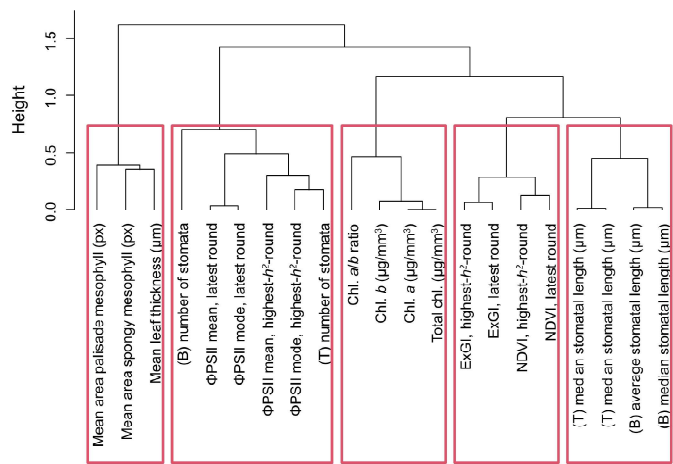 Height
1.5
1.0
0.5
0.0
Mean area palisade mesophyll (px)
Mean area spongy mesophyll (px)
Mean leaf thickness (µm)
(B) number of stomata
ΦPSII mean, latest round
ΦPSII mode, latest round
ΦPSII mean, highest-h²-round
ΦPSII mode, highest-h²-round
(T) number of stomata
Chl. a/b ratio
Chl. b (µg/mm³)
Chl. a (µg/mm³)
Total chl. (µg/mm³)
ExGI, highest-h²-round
ExGI, latest round
NDVI, highest-h²-round
NDVI, latest round
(T) median stomatal length (µm)
(T) median stomatal length (µm)
(B) average stomatal length (µm)
(B) median stomatal length (µm)